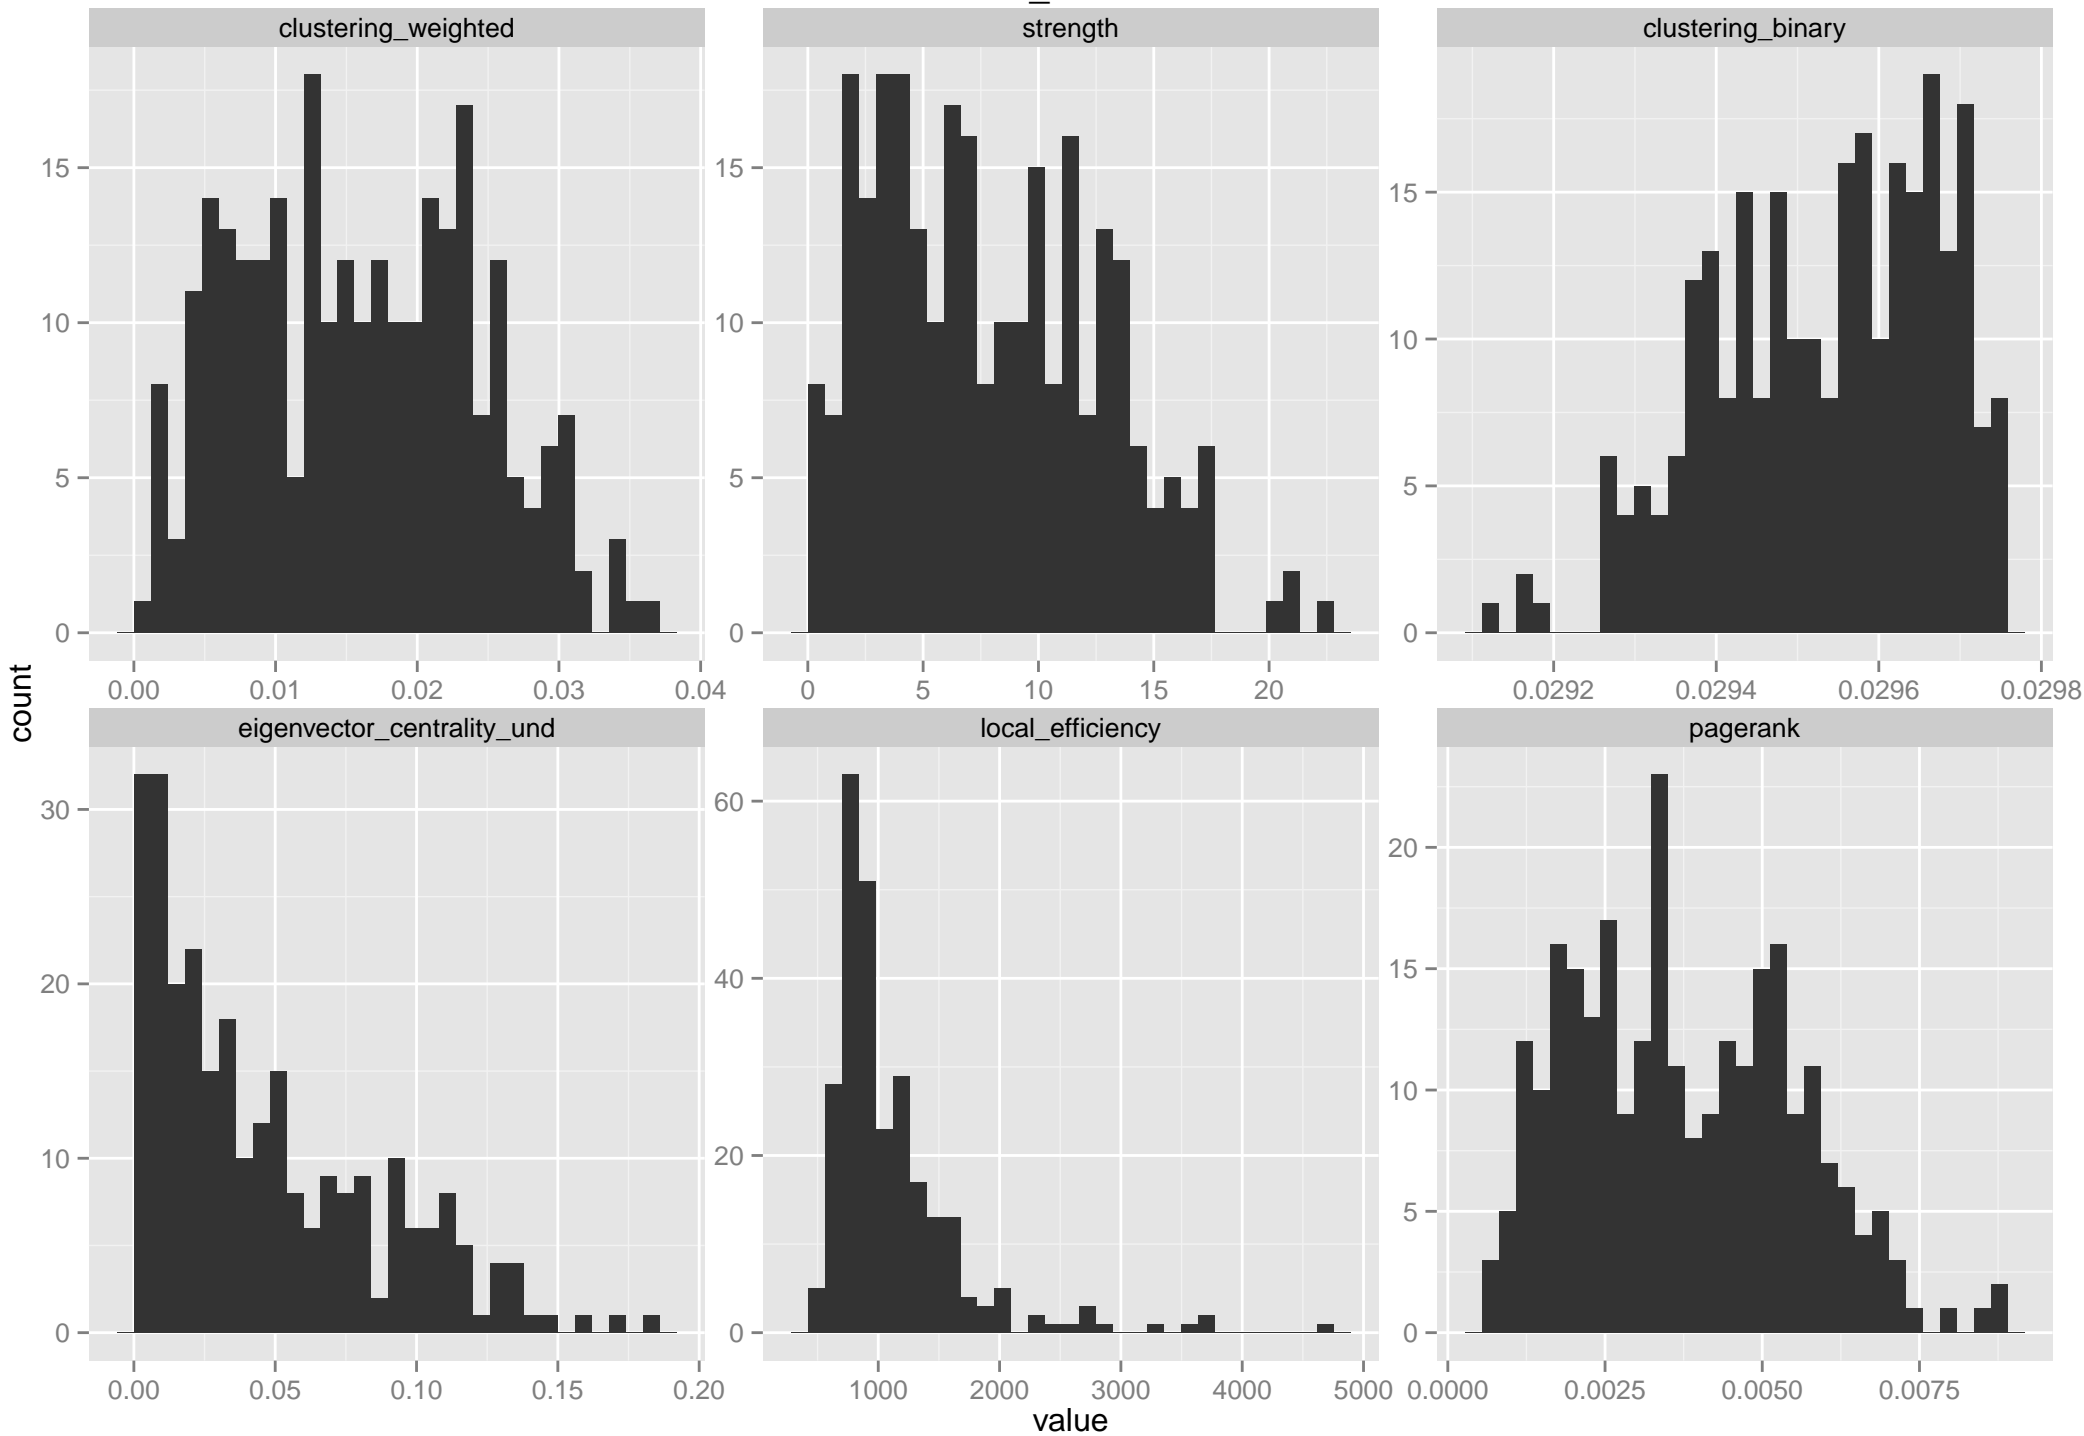 clustering_weighted
strength
clustering_binary
15
10
5
0
0.00 0.01 0.02 0.03 0.04
15
10
5
0
0 5 10 15 20
15
10
5
0
0.0292 0.0294 0.0296 0.0298
eigenvector_centrality_und
local_efficiency
pagerank
30
20
10
0
0.00 0.05 0.10 0.15 0.20
60
40
20
0
1000 2000 3000 4000 5000
20
15
10
5
0
0.0000 0.0025 0.0050 0.0075
count
value